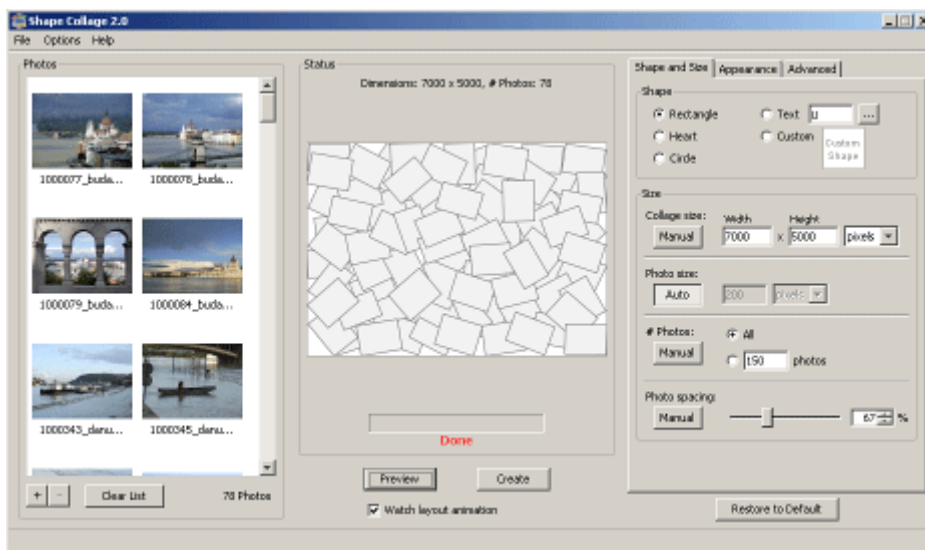 Shape Collage 2.0
File Options Help
Photos
1000077_buda...
1000078_buda...
1000079_buda...
1000084_buda...
1000343_danu...
1000345_danu...
+ - Clear List 78 Photos
Status
Dimensions: 7000 x 5000, # Photos: 78
Done
Preview Create
Watch layout animation
Shape and Size Appearance Advanced
Shape
Rectangle Text u ...
Heart Custom Custom Shape
Circle
Size
Collage size: Width Height
Manual 7000 x 5000 pixels
Photo size:
Auto 200 pixels
# Photos: All
Manual 150 photos
Photo spacing:
Manual 67 %
Restore to Default